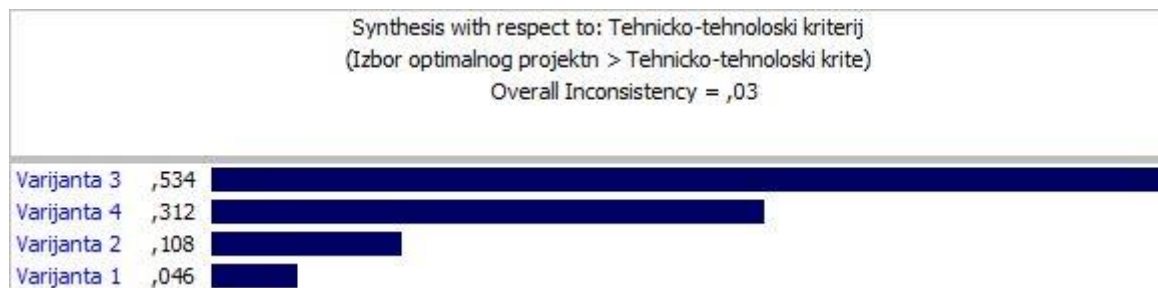 Synthesis with respect to: Tehnicko-tehnoloski kriterij
(Izbor optimalnog projektn > Tehnicko-tehnoloski krite)
Overall Inconsistency = ,03
Varijanta 3 ,534
Varijanta 4 ,312
Varijanta 2 ,108
Varijanta 1 ,046